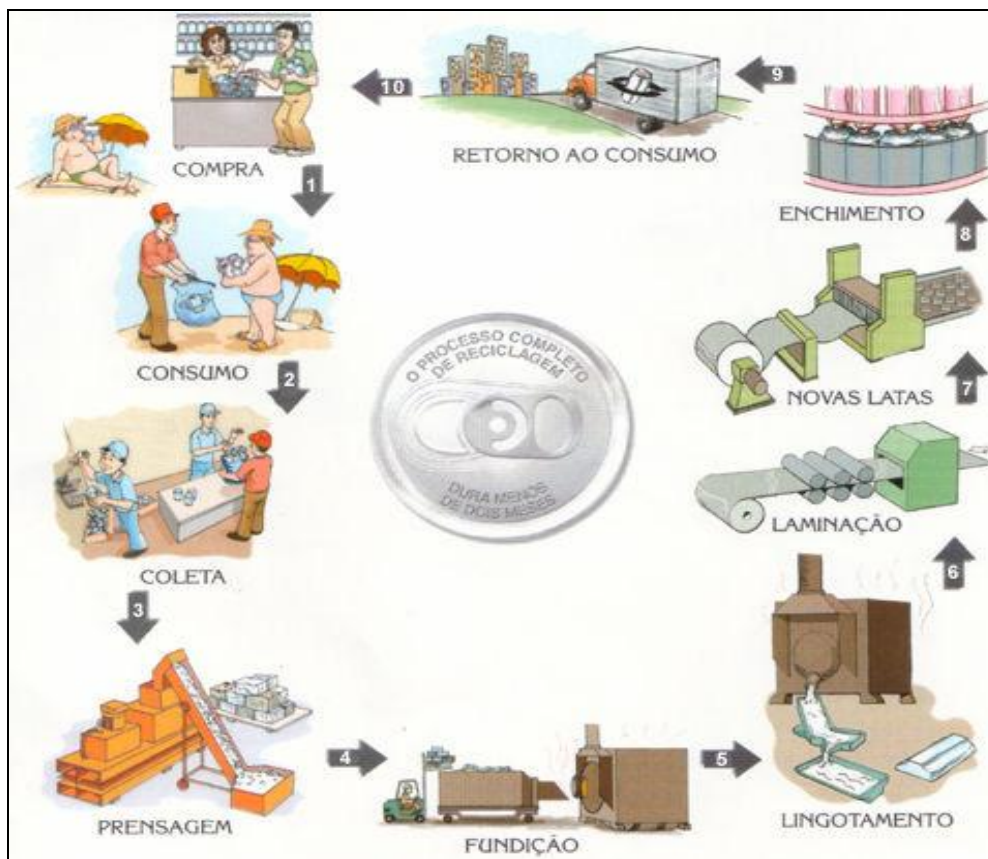 COMPRA
1
CONSUMO
2
COLETA
3
PRENSAGEM
4
FUNDIÇÃO
5
LINGOTAMENTO
6
LAMINAÇÃO
7
NOVAS LATAS
8
ENCHIMENTO
9
RETORNO AO CONSUMO
10
O PROCESSO COMPLETO
DE RECICLAGEM
DURA MENOS
DE DOIS MESES